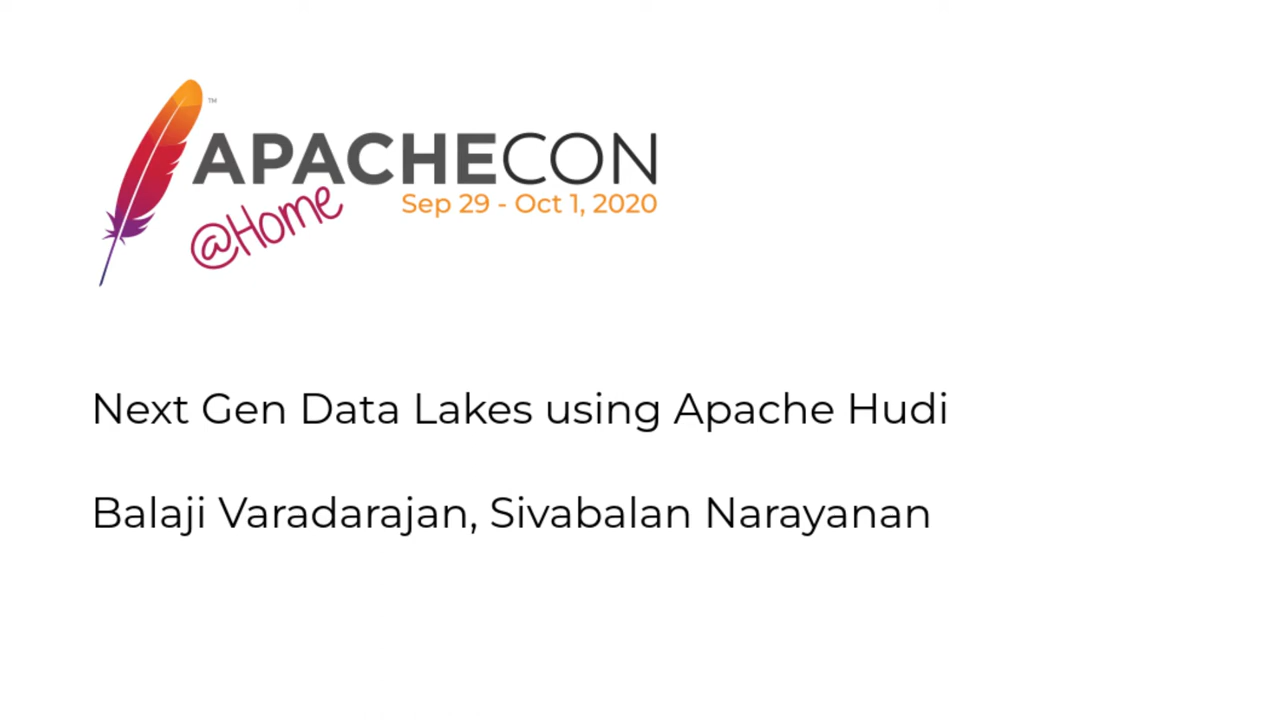 ™
APACHECON
@Home
Sep 29 - Oct 1, 2020
Next Gen Data Lakes using Apache Hudi
Balaji Varadarajan, Sivabalan Narayanan